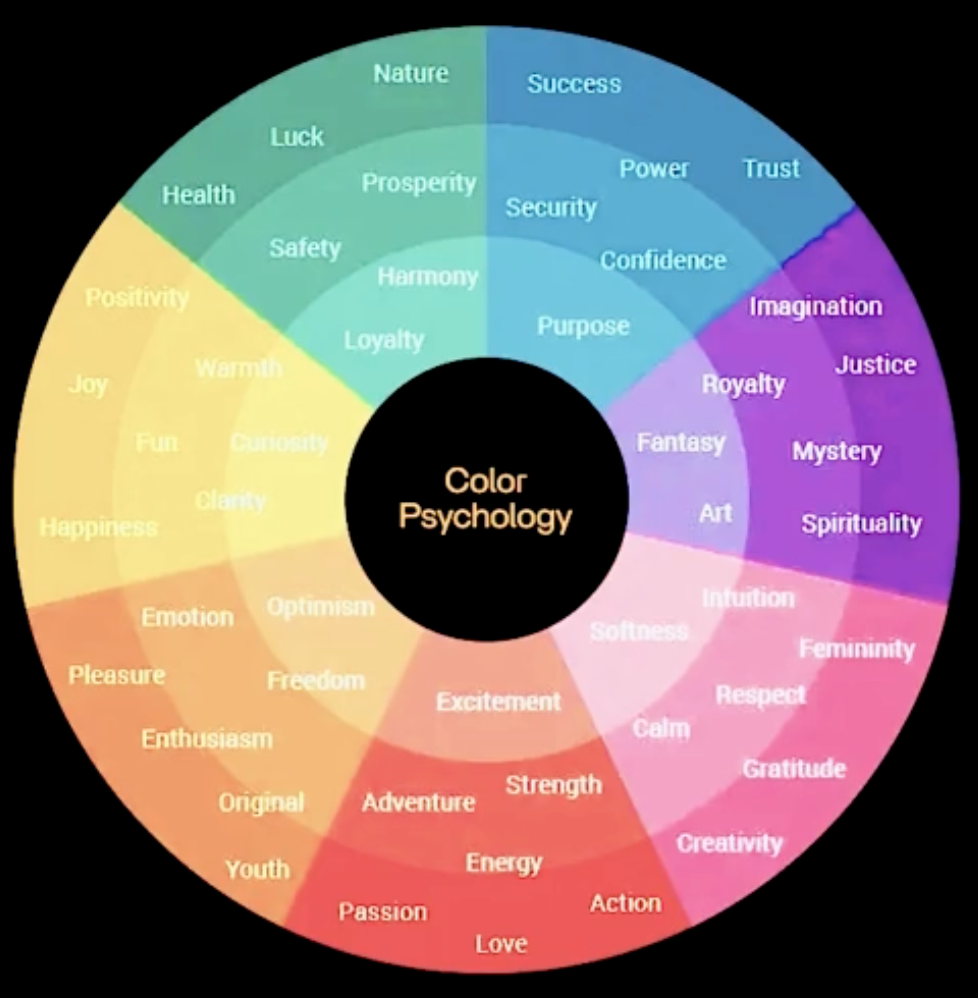 Nature
Success
Luck
Power
Trust
Prosperity
Health
Security
Safety
Confidence
Harmony
Positivity
Imagination
Purpose
Loyalty
Warmth
Justice
Joy
Royalty
Fun
Curiosity
Fantasy
Mystery
Color
Psychology
Clarity
Art
Happiness
Spirituality
Intuition
Optimism
Emotion
Softness
Femininity
Pleasure
Freedom
Respect
Excitement
Calm
Enthusiasm
Gratitude
Strength
Original
Adventure
Creativity
Energy
Youth
Action
Passion
Love